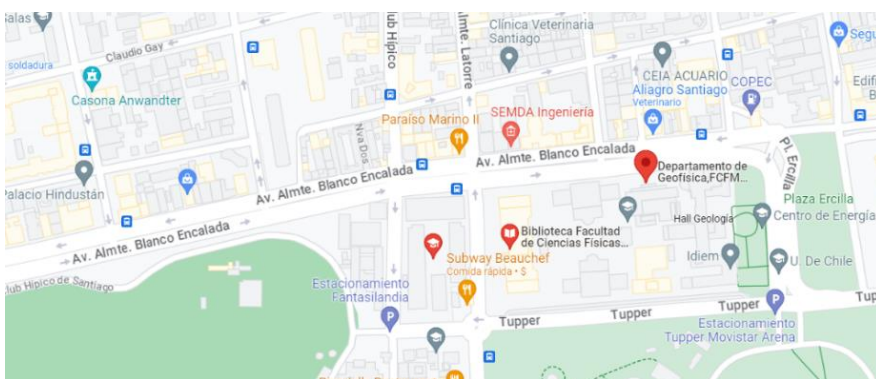 Salas
Claudio Gay
soldadura
Casona Anwandter
Palacio Hindustán
Club Hípico
Almte. Latorre
Nva Dos
Clínica Veterinaria
Santiago
CEIA ACUARIO
Aliagro Santiago
Veterinario
COPEC
Segu
Edifi
B
SEMDA Ingeniería
Paraíso Marino II
Av. Almte. Blanco Encalada
Av. Almte. Blanco Encalada
Av. Almte. Blanco Encalada
Pl. Ercilla
Departamento de
Geofísica,FCFM...
Plaza Ercilla
Hall Geología
Centro de Energía
Biblioteca Facultad
de Ciencias Físicas...
Idiem
U. De Chile
Subway Beauchef
Comida rápida • $
Club Hípico de Santiago
Estacionamiento
Fantasilandia
P
Tupper
Tupper
Tupper
Tup
P
Estacionamiento
Tupper Movistar Arena